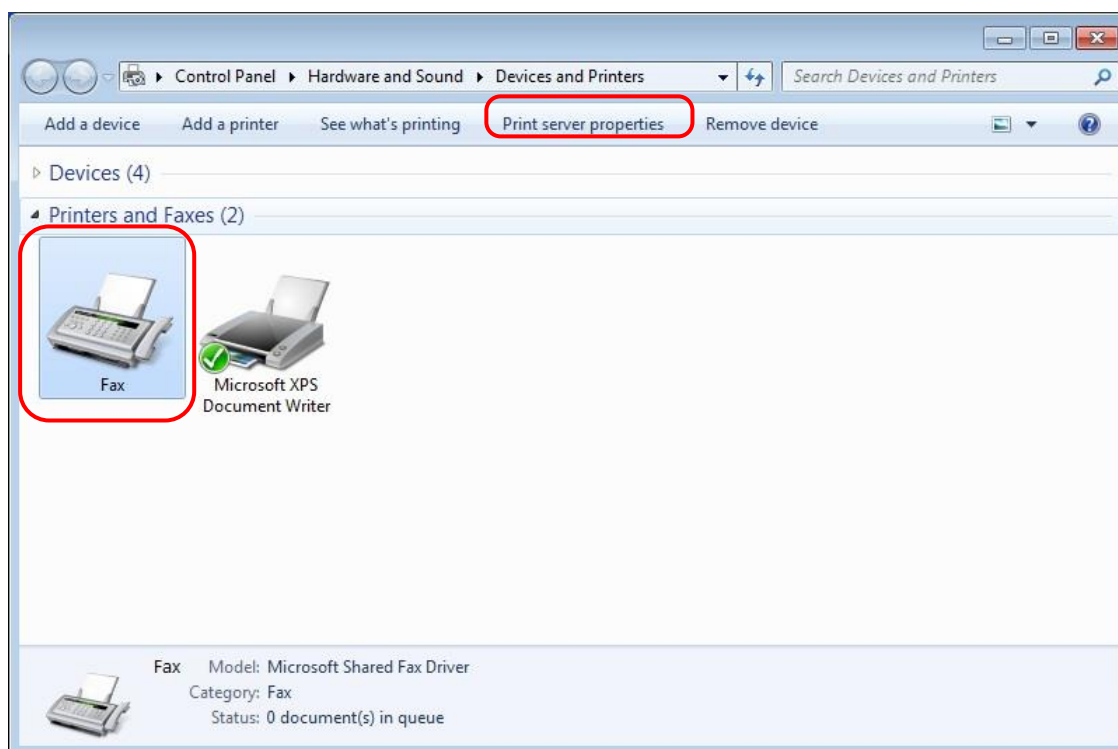 Control Panel Hardware and Sound Devices and Printers Search Devices and Printers
Add a device Add a printer See what's printing Print server properties Remove device
Devices (4)
Printers and Faxes (2)
Fax
Microsoft XPS
Document Writer
Fax Model: Microsoft Shared Fax Driver
Category: Fax
Status: 0 document(s) in queue